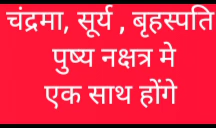 चंद्रमा, सूर्य , बृहस्पति
पुष्य नक्षत्र मे
एक साथ होंगे